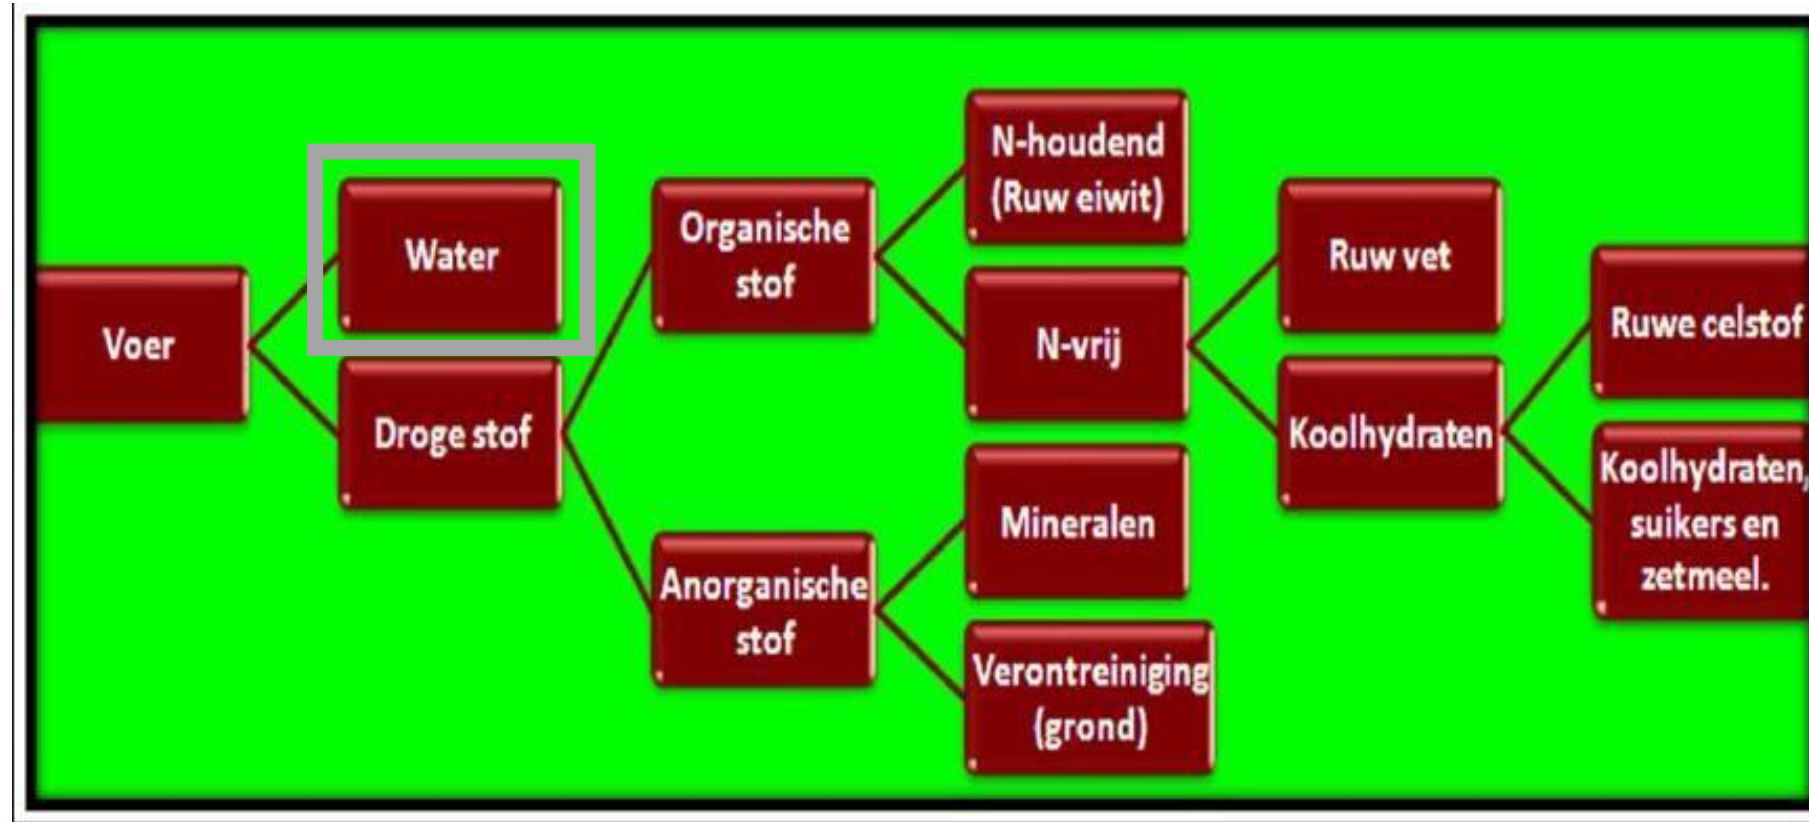 Voer
Water
Droge stof
Organische
stof
Anorganische
stof
N-houdend
(Ruw eiwit)
N-vrij
Mineralen
Verontreiniging
(grond)
Ruw vet
Koolhydraten
Ruwe celstof
Koolhydraten,
suikers en
zetmeel.